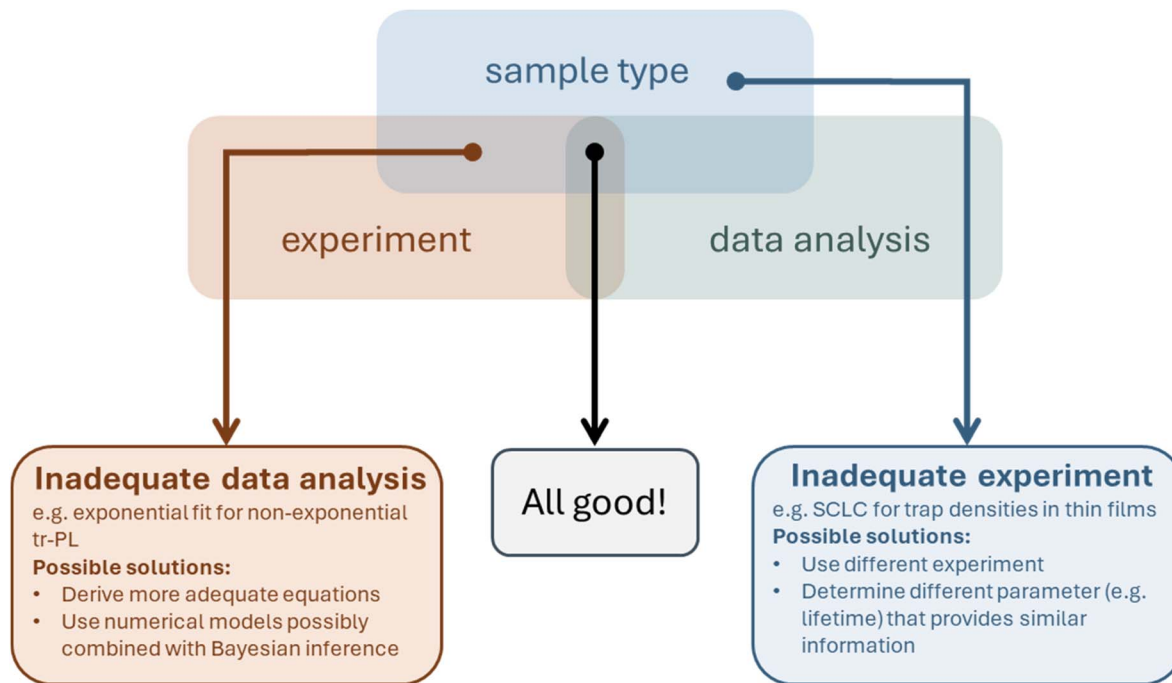 sample type
experiment
data analysis
Inadequate data analysis
e.g. exponential fit for non-exponential
tr-PL
Possible solutions:
• Derive more adequate equations
• Use numerical models possibly
combined with Bayesian inference
All good!
Inadequate experiment
e.g. SCLC for trap densities in thin films
Possible solutions:
• Use different experiment
• Determine different parameter (e.g.
lifetime) that provides similar
information